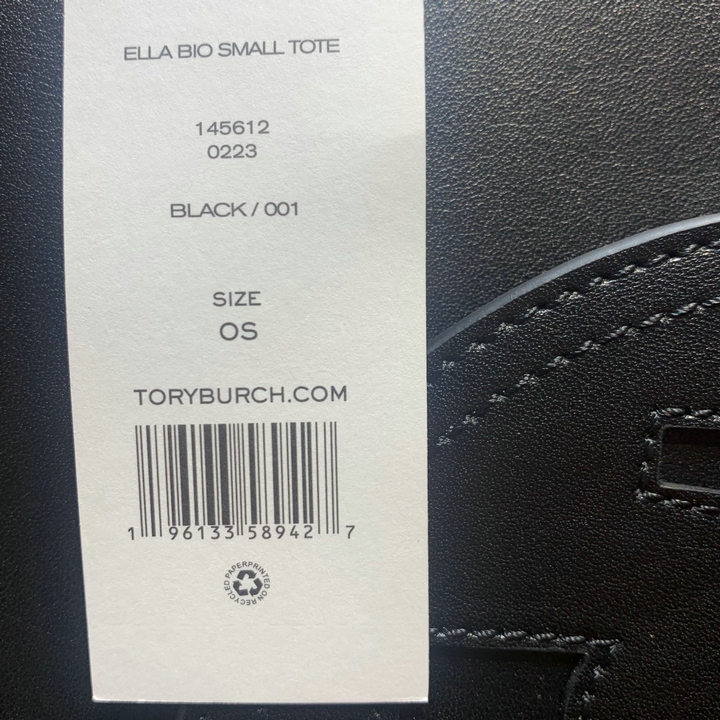 ELLA BIO SMALL TOTE
145612
0223
BLACK / 001
SIZE
OS
TORYBURCH.COM
1 96133 58942 7
PRINTED ON RECYCLED PAPER